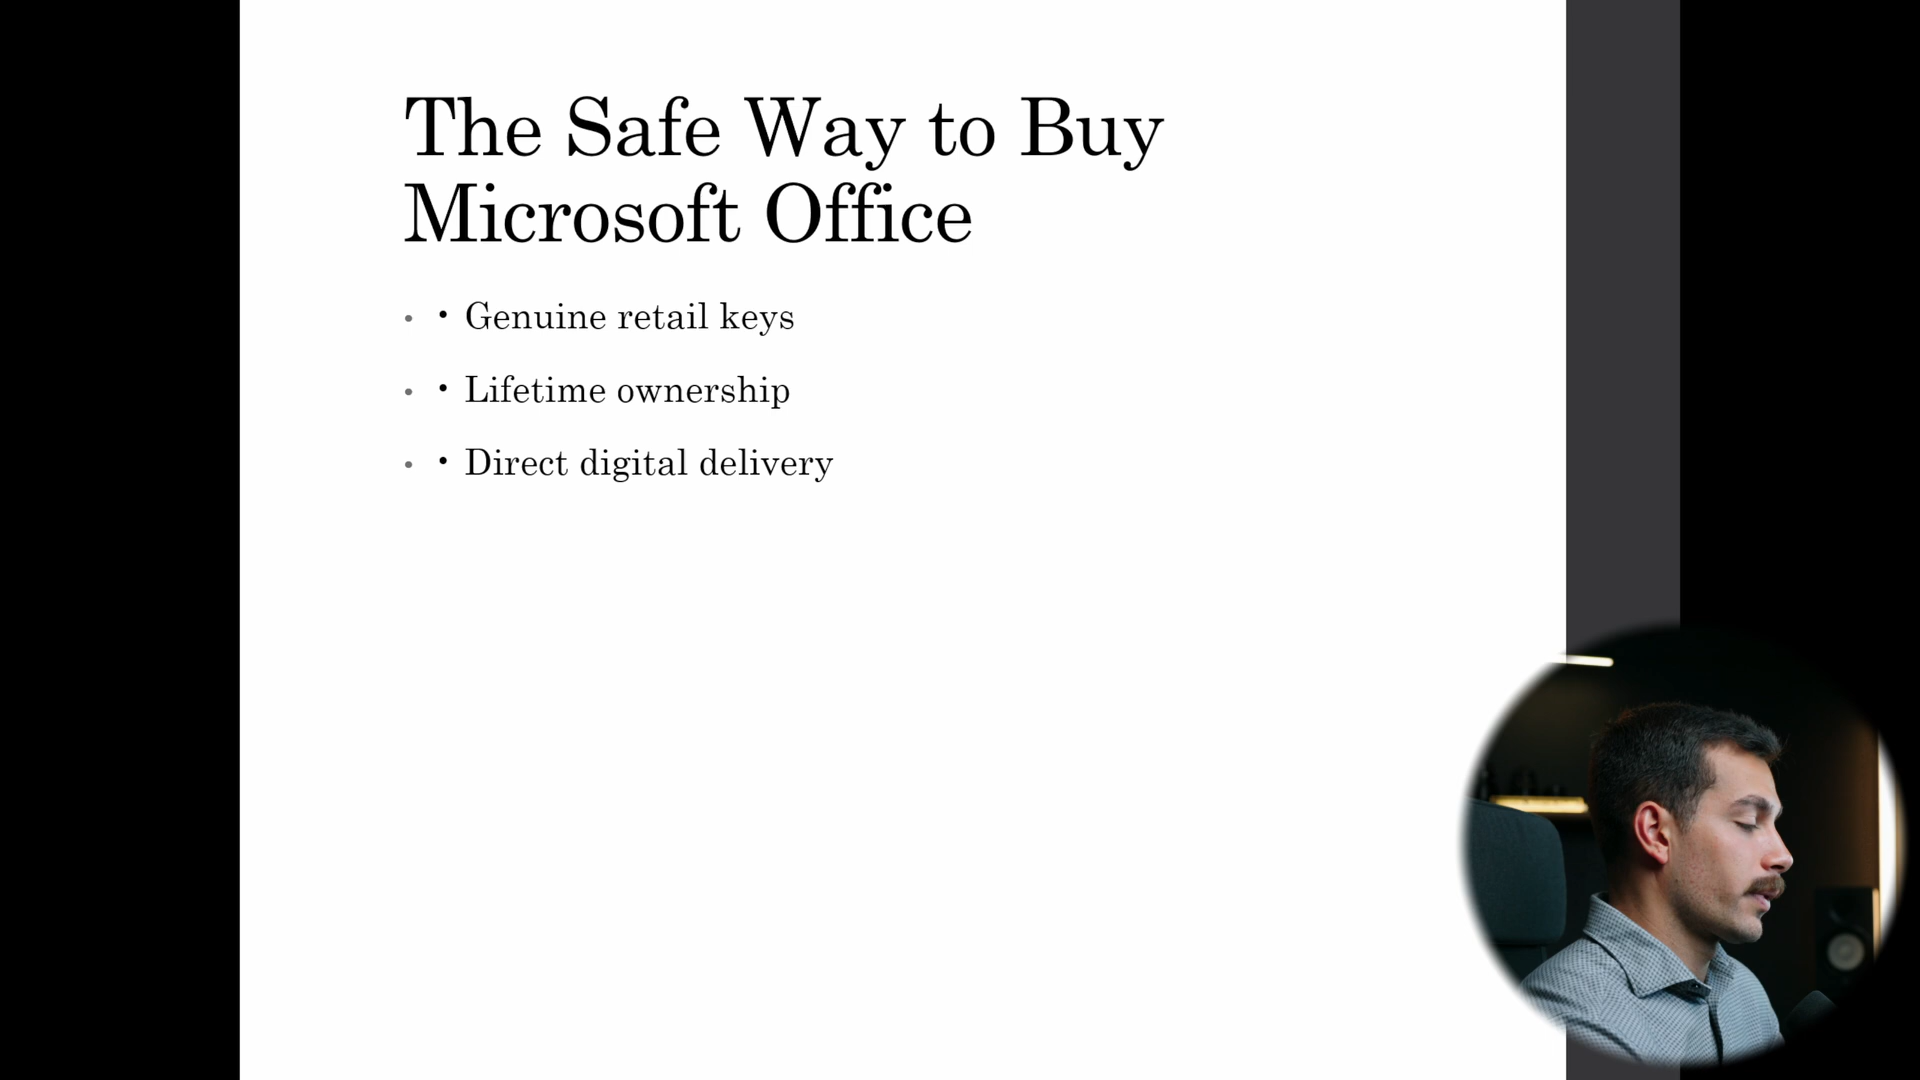 The Safe Way to Buy
Microsoft Office
• • Genuine retail keys
• • Lifetime ownership
• • Direct digital delivery